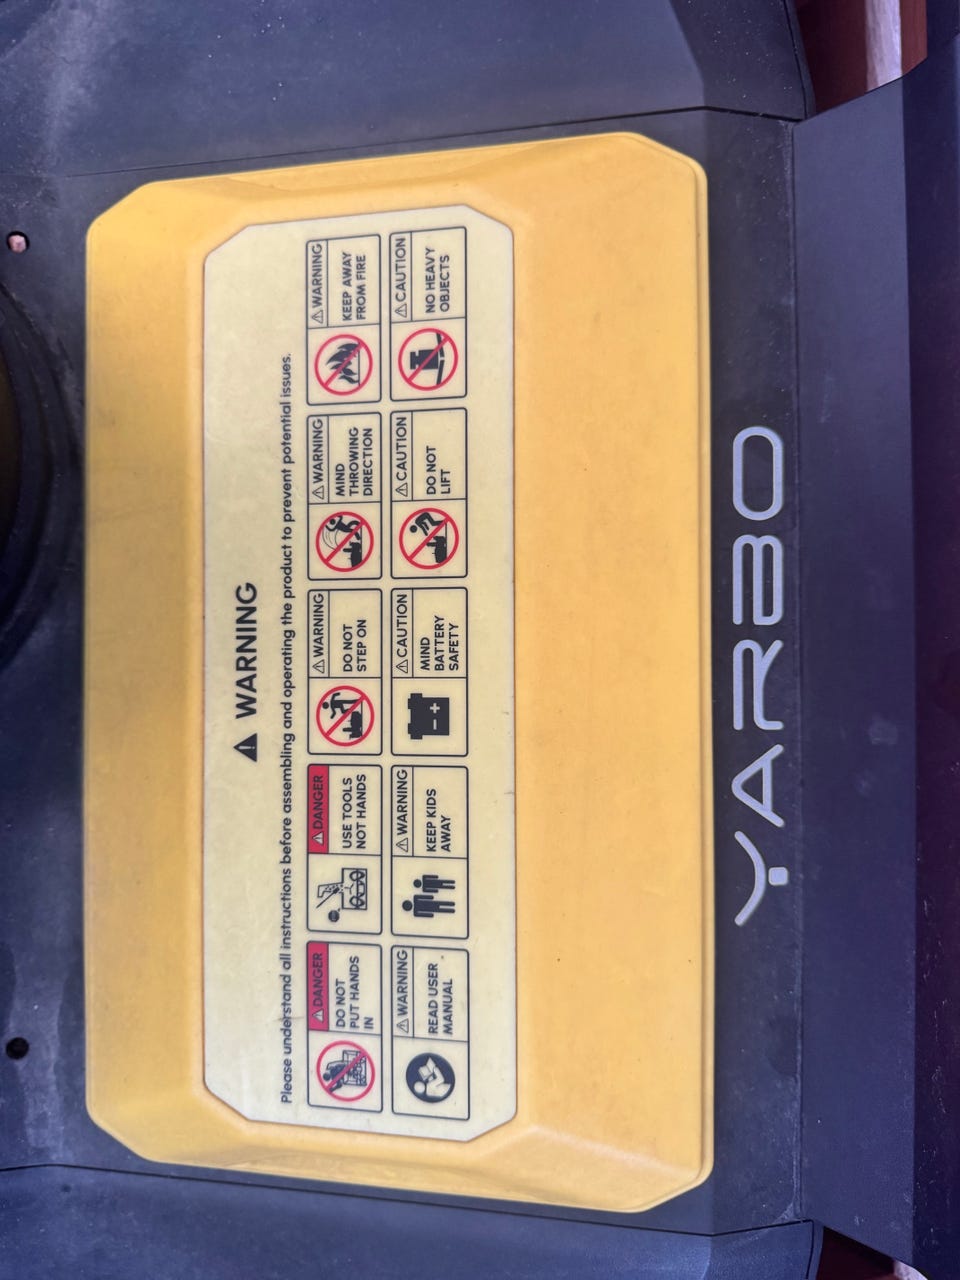 ⚠ WARNING
Please understand all instructions before assembling and operating the product to prevent potential issues.
⚠ DANGER
DO NOT
PUT HANDS
IN
⚠ DANGER
USE TOOLS
NOT HANDS
⚠ WARNING
DO NOT
STEP ON
⚠ WARNING
MIND
THROWING
DIRECTION
⚠ WARNING
KEEP AWAY
FROM FIRE
⚠ WARNING
READ USER
MANUAL
⚠ WARNING
KEEP KIDS
AWAY
⚠ CAUTION
MIND
BATTERY
SAFETY
⚠ CAUTION
DO NOT
LIFT
⚠ CAUTION
NO HEAVY
OBJECTS
YARBO